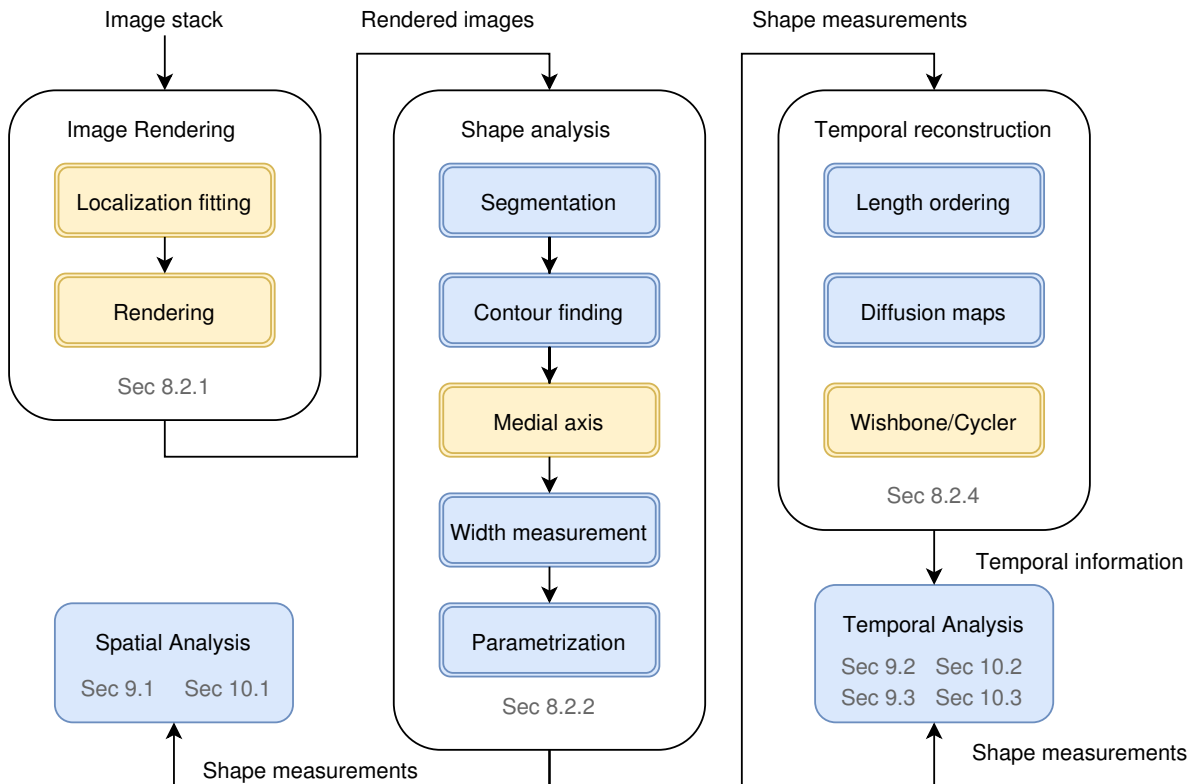 Image stack
Image Rendering
Localization fitting
Rendering
Sec 8.2.1
Rendered images
Shape analysis
Segmentation
Contour finding
Medial axis
Width measurement
Parametrization
Sec 8.2.2
Shape measurements
Temporal reconstruction
Length ordering
Diffusion maps
Wishbone/Cycler
Sec 8.2.4
Temporal information
Temporal Analysis
Sec 9.2 Sec 10.2
Sec 9.3 Sec 10.3
Shape measurements
Spatial Analysis
Sec 9.1 Sec 10.1
Shape measurements